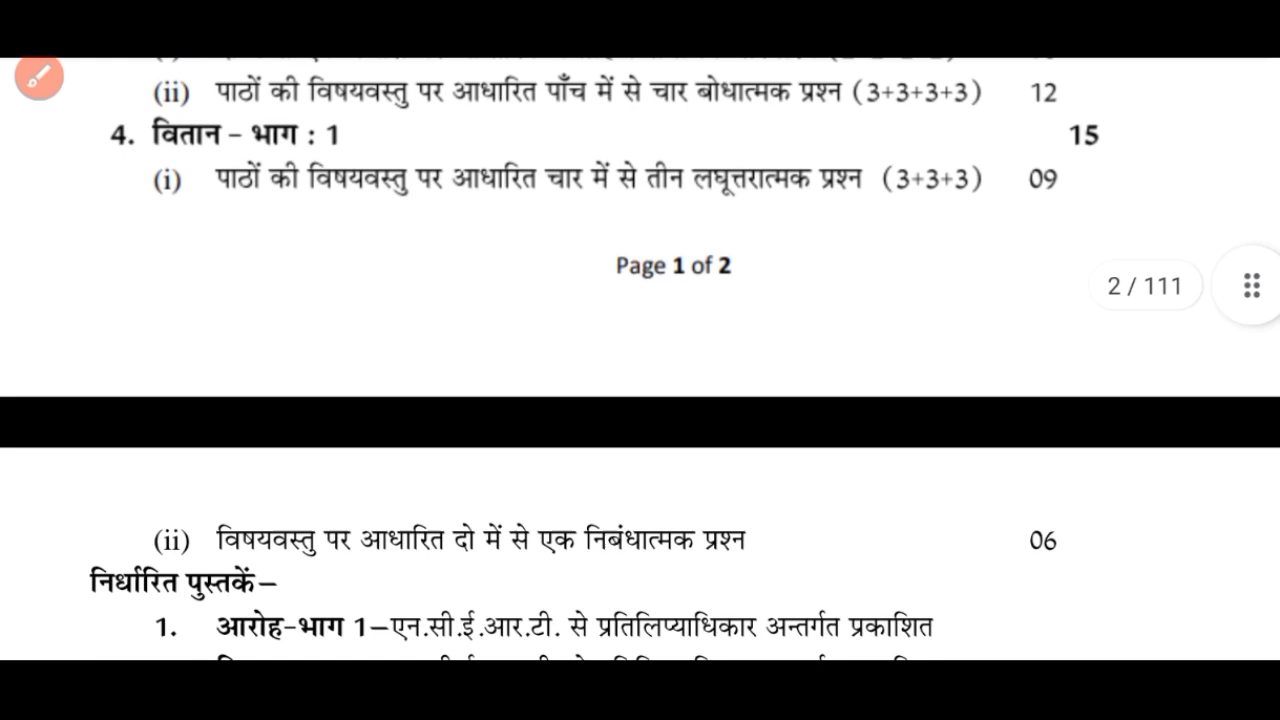 (ii) पाठों की विषयवस्तु पर आधारित पाँच में से चार बोधात्मक प्रश्न (3+3+3+3) 12
4. वितान - भाग : 1 15
(i) पाठों की विषयवस्तु पर आधारित चार में से तीन लघूत्तरात्मक प्रश्न (3+3+3) 09
Page 1 of 2
2 / 111
(ii) विषयवस्तु पर आधारित दो में से एक निबंधात्मक प्रश्न 06
निर्धारित पुस्तकें–
1. आरोह-भाग 1–एन.सी.ई.आर.टी. से प्रतिलिप्याधिकार अन्तर्गत प्रकाशित